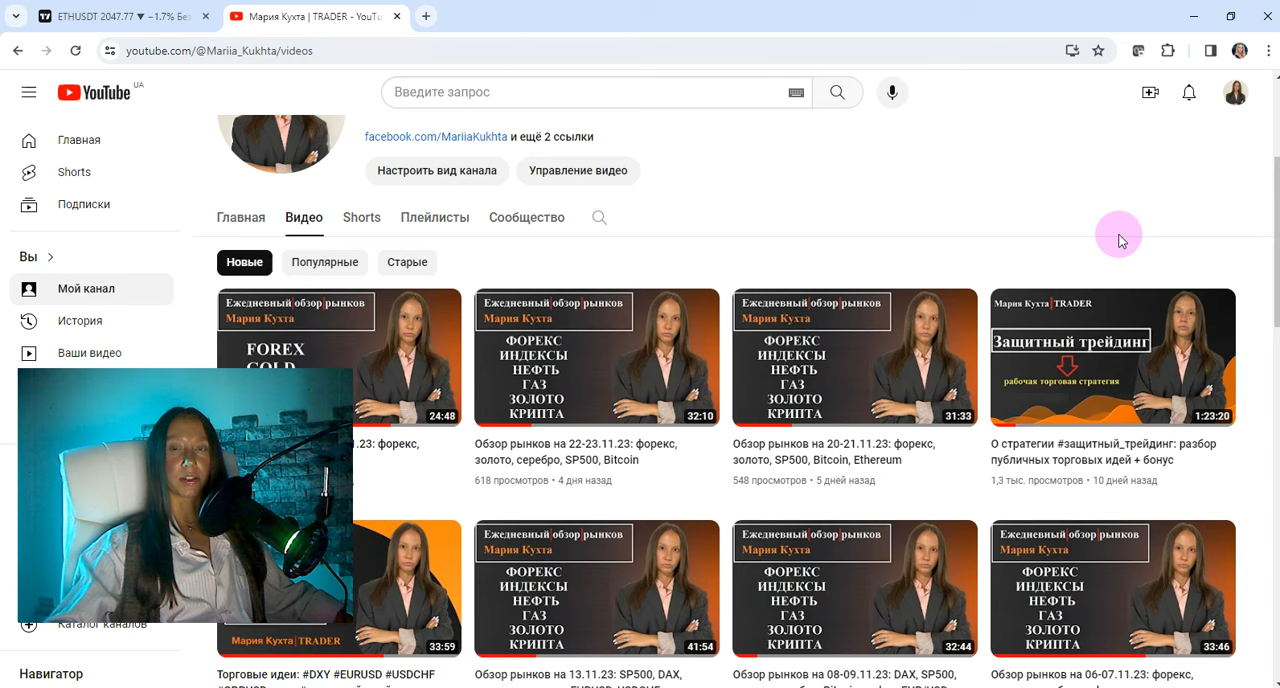 ETHUSDT 2047.77 ▼ −1.7% Без
Мария Кухта | TRADER - YouTu
youtube.com/@Mariia_Kukhta/videos
YouTube UA
Введите запрос
Главная
Shorts
Подписки
Вы
Мой канал
История
Ваши видео
Каталог каналов
Навигатор
facebook.com/MariiaKukhta и ещё 2 ссылки
Настроить вид канала
Управление видео
Главная
Видео
Shorts
Плейлисты
Сообщество
Новые
Популярные
Старые
Ежедневный обзор рынков
Мария Кухта
FOREX
GOLD
24:48
1.23: форекс,
Ежедневный обзор рынков
Мария Кухта
ФОРЕКС
ИНДЕКСЫ
НЕФТЬ
ГАЗ
ЗОЛОТО
КРИПТА
32:10
Обзор рынков на 22-23.11.23: форекс,
золото, серебро, SP500, Bitcoin
618 просмотров • 4 дня назад
Ежедневный обзор рынков
Мария Кухта
ФОРЕКС
ИНДЕКСЫ
НЕФТЬ
ГАЗ
ЗОЛОТО
КРИПТА
31:33
Обзор рынков на 20-21.11.23: форекс,
золото, SP500, Bitcoin, Ethereum
548 просмотров • 5 дней назад
Мария Кухта TRADER
Защитный трейдинг
рабочая торговая стратегия
1:23:20
О стратегии #защитный_трейдинг: разбор
публичных торговых идей + бонус
1,3 тыс. просмотров • 10 дней назад
Мария Кухта|TRADER
33:59
Торговые идеи: #DXY #EURUSD #USDCHF
Ежедневный обзор рынков
Мария Кухта
ФОРЕКС
ИНДЕКСЫ
НЕФТЬ
ГАЗ
ЗОЛОТО
КРИПТА
41:54
Обзор рынков на 13.11.23: SP500, DAX,
Ежедневный обзор рынков
Мария Кухта
ФОРЕКС
ИНДЕКСЫ
НЕФТЬ
ГАЗ
ЗОЛОТО
КРИПТА
32:44
Обзор рынков на 08-09.11.23: DAX, SP500,
Ежедневный обзор рынков
Мария Кухта
ФОРЕКС
ИНДЕКСЫ
НЕФТЬ
ГАЗ
ЗОЛОТО
КРИПТА
33:46
Обзор рынков на 06-07.11.23: форекс,